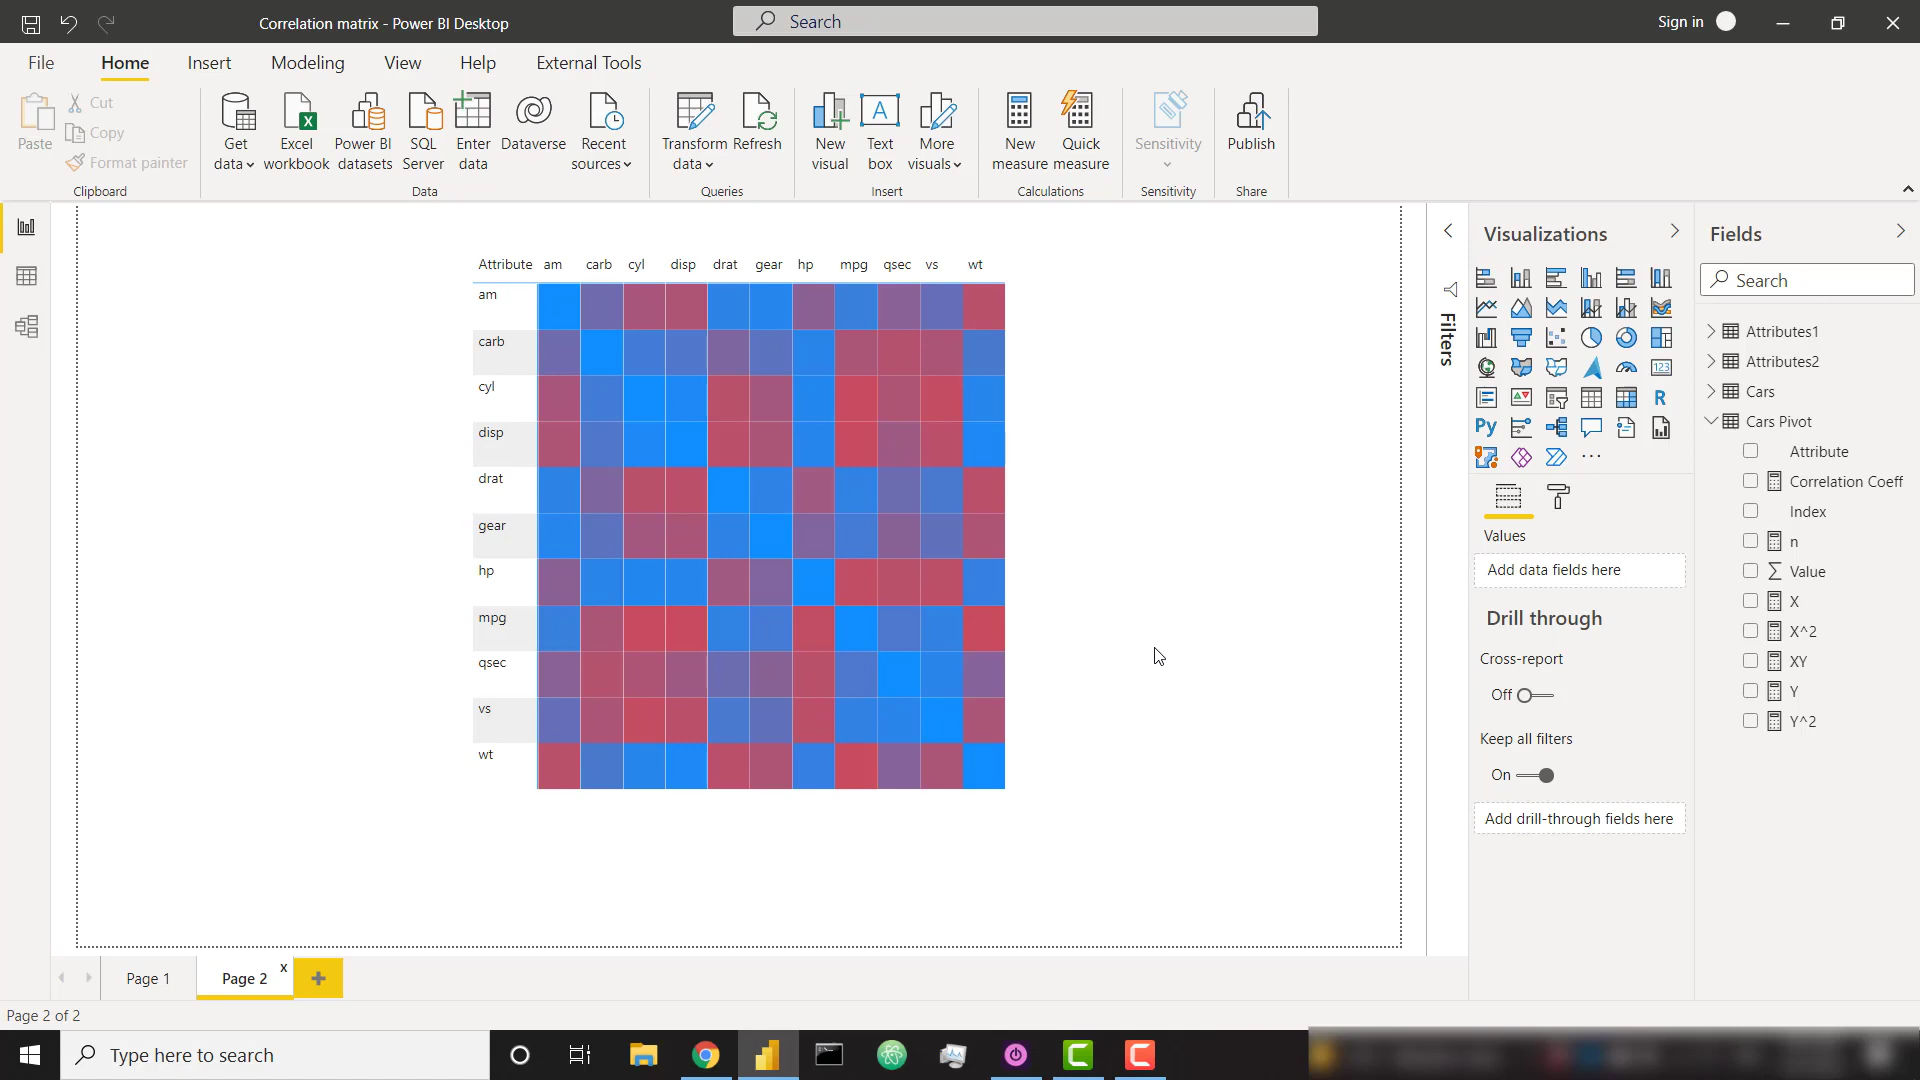 Correlation matrix - Power BI Desktop
Search
Sign in
File Home Insert Modeling View Help External Tools
Paste
Cut
Copy
Format painter
Clipboard
Get data
Excel workbook
Power BI datasets
SQL Server
Enter data
Dataverse
Recent sources
Data
Transform data
Refresh
Queries
New visual
Text box
More visuals
Insert
New measure
Quick measure
Calculations
Sensitivity
Sensitivity
Publish
Share
Attribute am carb cyl disp drat gear hp mpg qsec vs wt
am
carb
cyl
disp
drat
gear
hp
mpg
qsec
vs
wt
Filters
Visualizations
123
R
Py
Values
Add data fields here
Drill through
Cross-report
Off
Keep all filters
On
Add drill-through fields here
Fields
Search
Attributes1
Attributes2
Cars
Cars Pivot
Attribute
Correlation Coeff
Index
n
Value
X
X^2
XY
Y
Y^2
Page 1
Page 2
x
Page 2 of 2
Type here to search